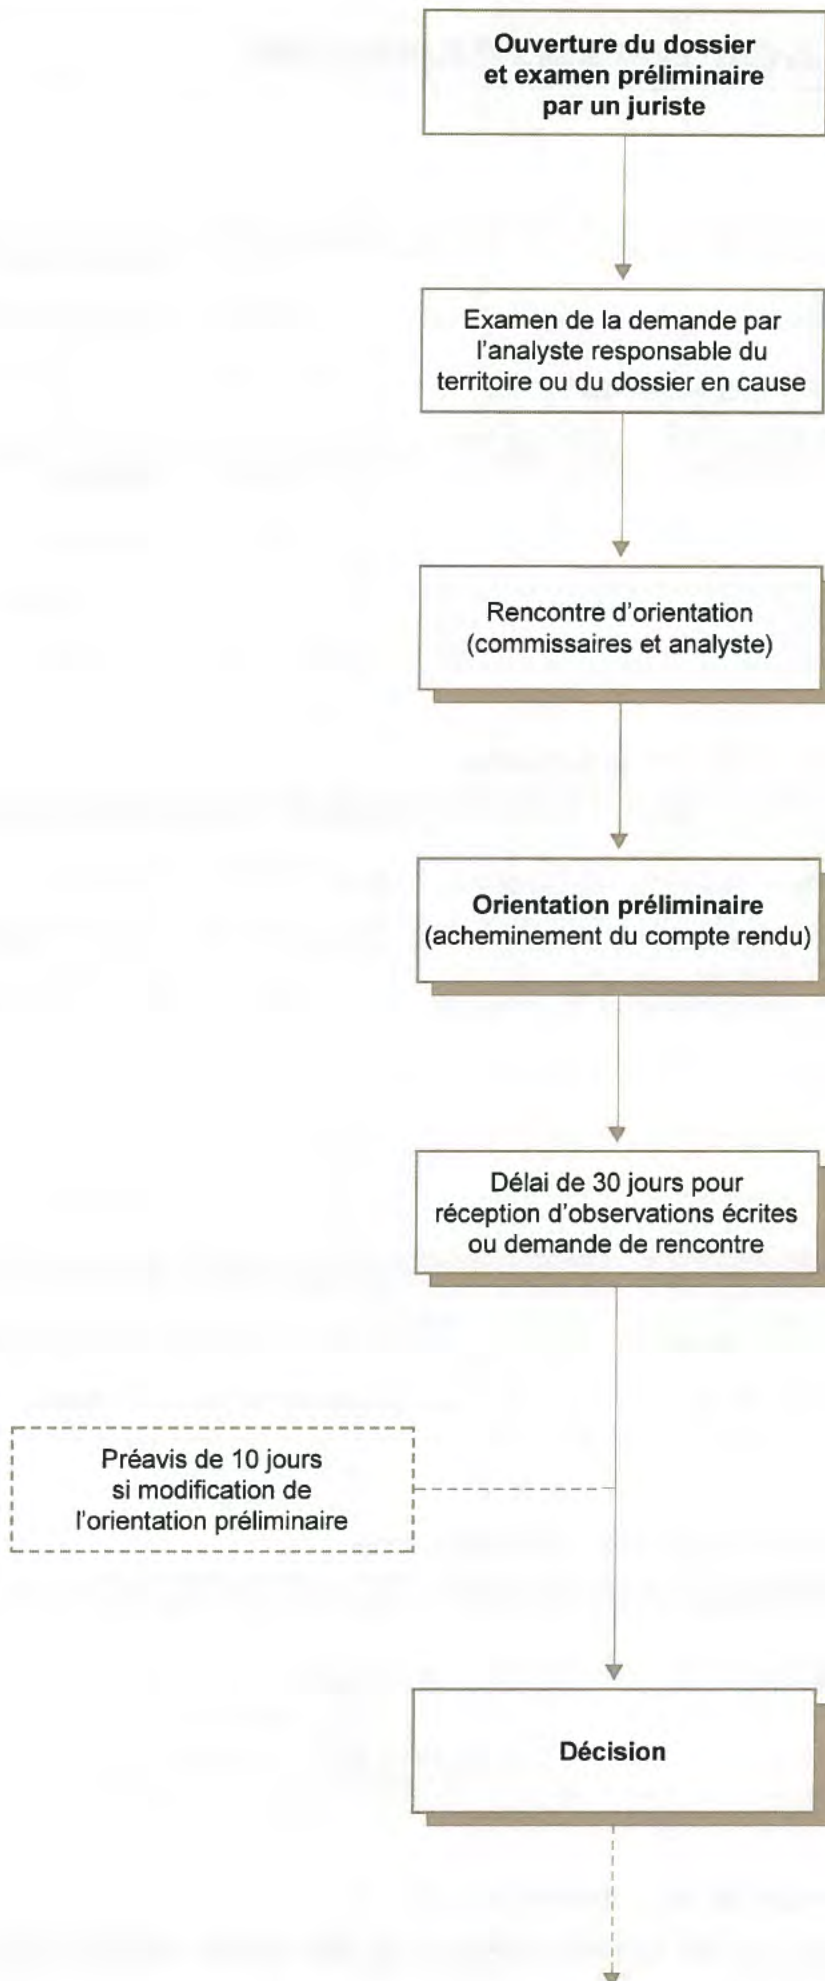 Ouverture du dossier
et examen préliminaire
par un juriste
Examen de la demande par
l'analyste responsable du
territoire ou du dossier en cause
Rencontre d'orientation
(commissaires et analyste)
Orientation préliminaire
(acheminement du compte rendu)
Délai de 30 jours pour
réception d'observations écrites
ou demande de rencontre
Préavis de 10 jours
si modification de
l'orientation préliminaire
Décision